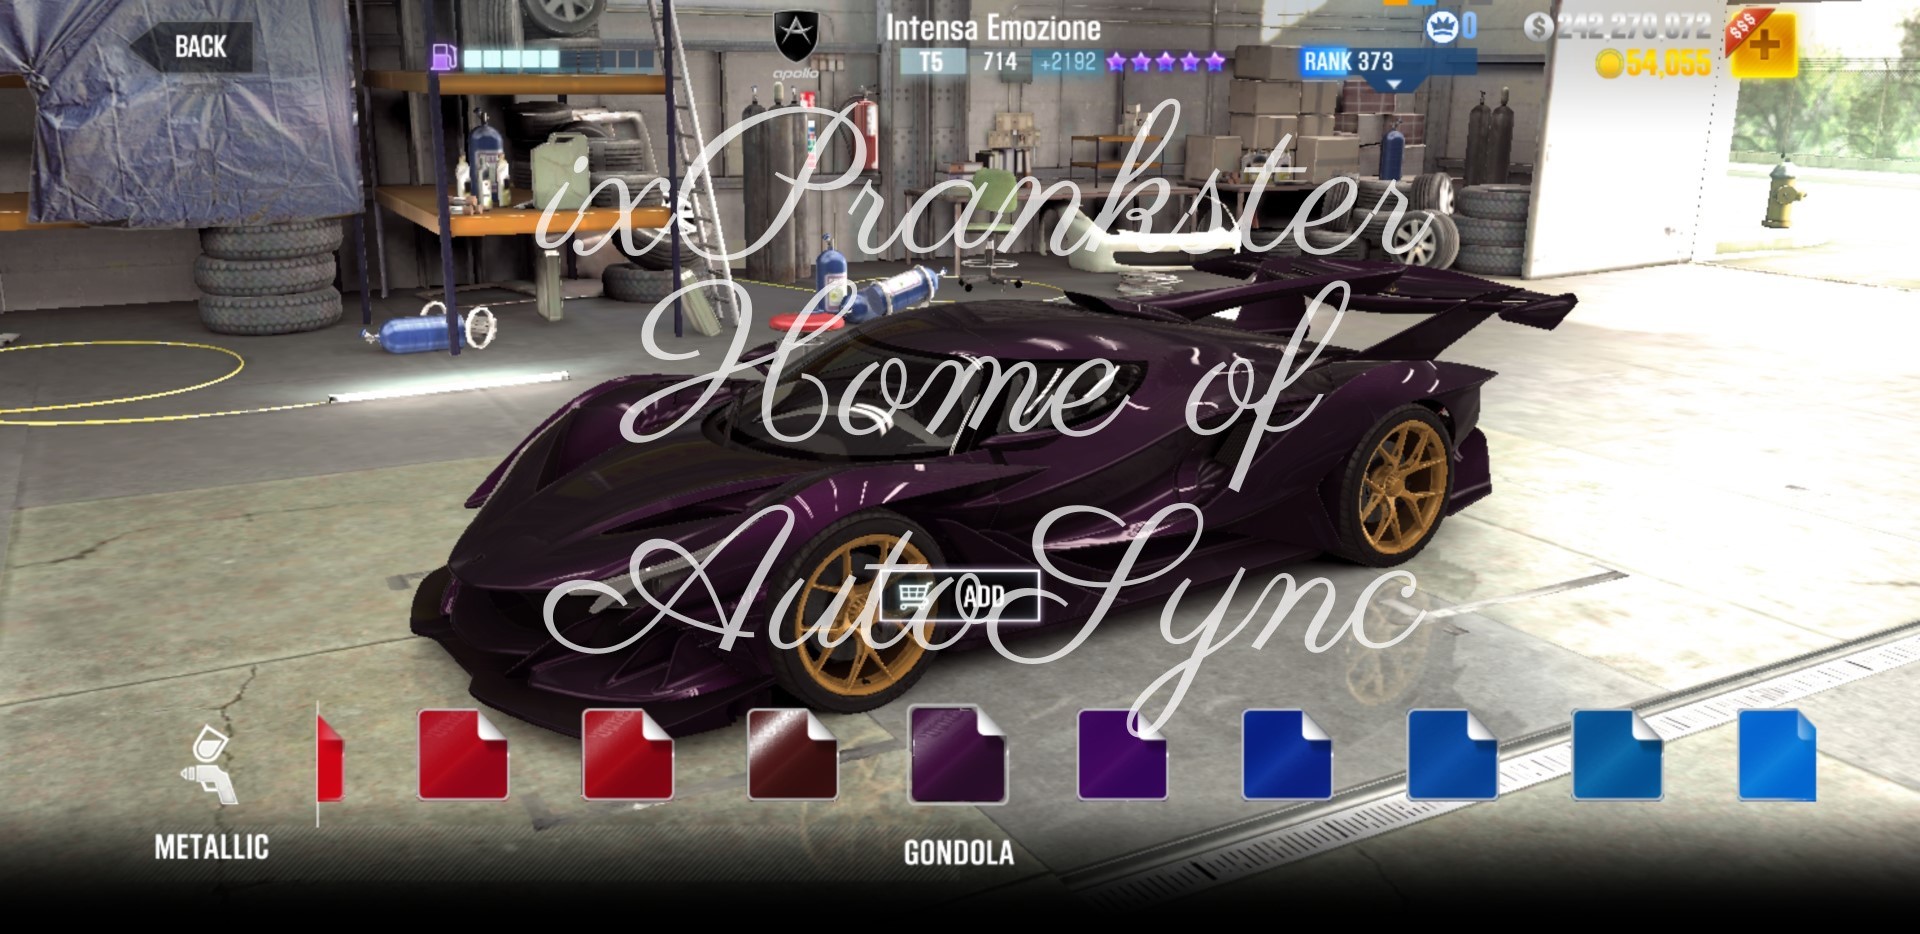 BACK
apollo
Intensa Emozione
T5 714 +2192
RANK 373
0
$ 242,270,072
54,055
$$$
ixPrankster
Home of
AutoSync
ADD
METALLIC
GONDOLA